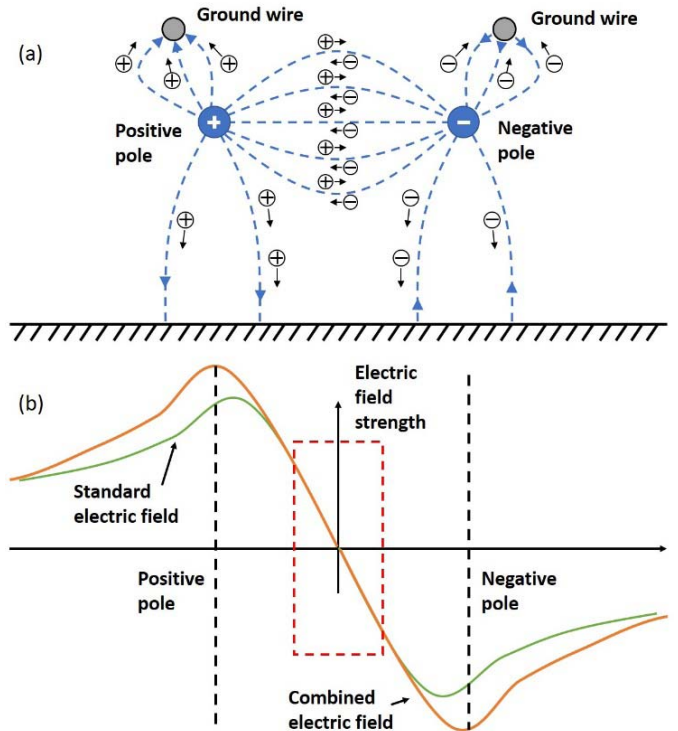 Ground wire
Ground wire
(a)
+
+
+
+
+
+
+
−
−
−
−
−
−
−
−
+
−
Positive
pole
Negative
pole
+
+
+
−
−
−
(b)
Electric
field
strength
Standard
electric field
Positive
pole
Negative
pole
Combined
electric field